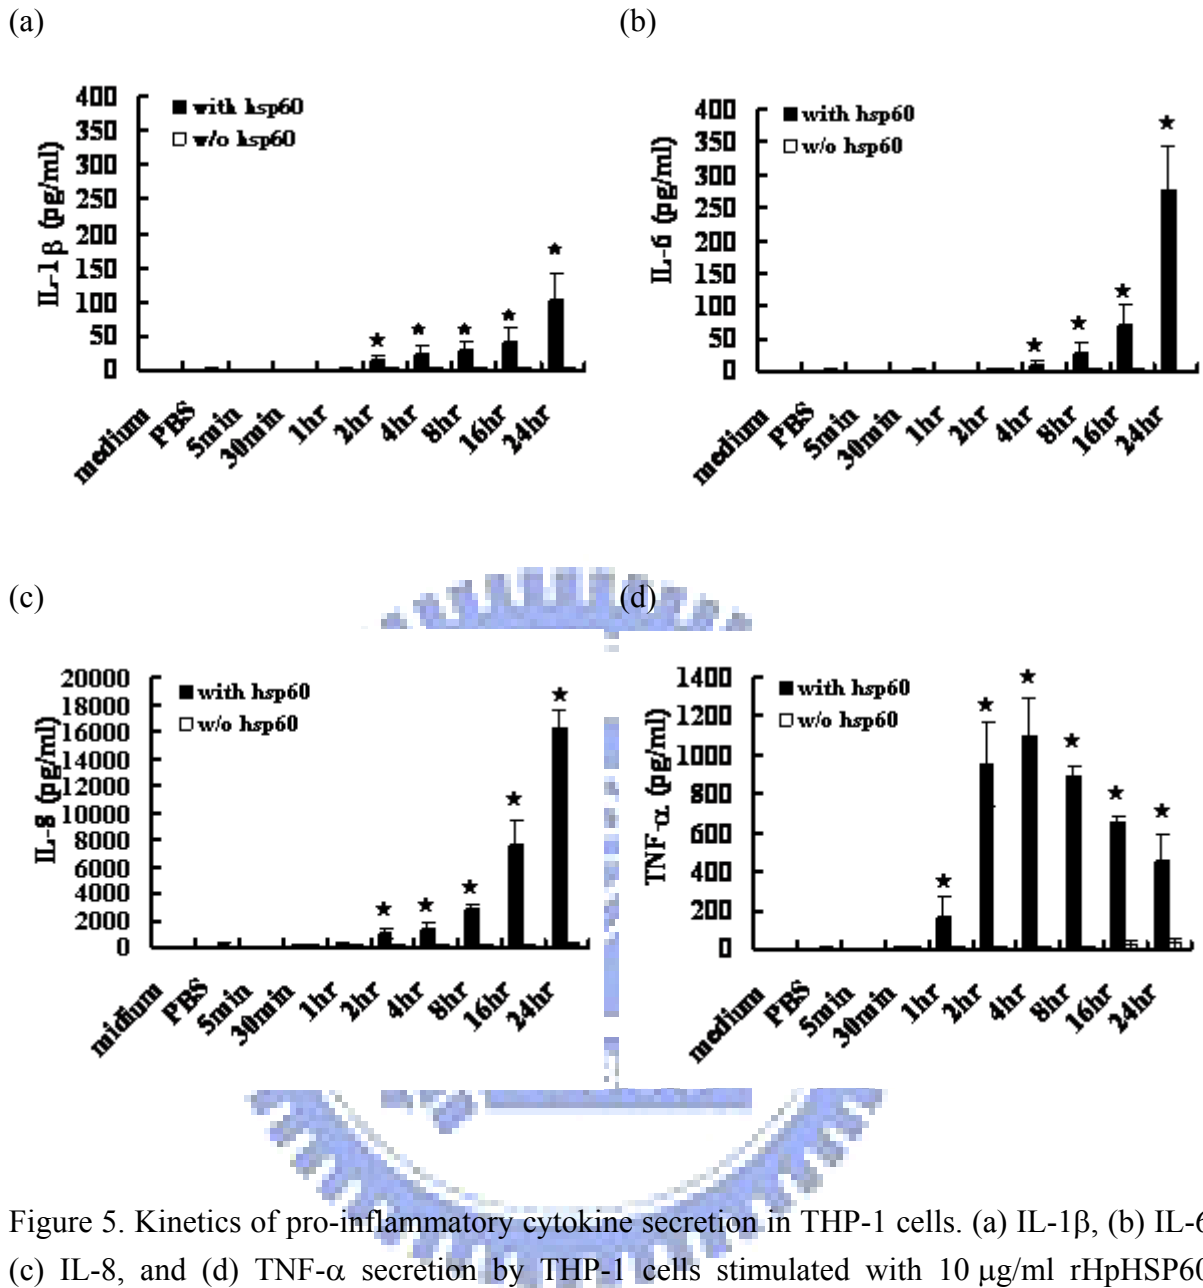 (a)
(b)
400
350
300
250
200
150
100
50
0
IL-1 β (pg/ml)
with hsp60
w/o hsp60
★
★
★
★
★
medium
PBS
5min
30min
1hr
2hr
4hr
8hr
16hr
24hr
400
350
300
250
200
150
100
50
0
IL-6 (pg/ml)
with hsp60
w/o hsp60
★
★
★
★
medium
PBS
5min
30min
1hr
2hr
4hr
8hr
16hr
24hr
(c)
(d)
20000
18000
16000
14000
12000
10000
8000
6000
4000
2000
0
IL-8 (pg/ml)
with hsp60
w/o hsp60
★
★
★
★
★
midium
PBS
5min
30min
1hr
2hr
4hr
8hr
16hr
24hr
1400
1200
1000
800
600
400
200
0
TNF-α (pg/ml)
with hsp60
w/o hsp60
★
★
★
★
★
★
medium
PBS
5min
30min
1hr
2hr
4hr
8hr
16hr
24hr
Figure 5. Kinetics of pro-inflammatory cytokine secretion in THP-1 cells. (a) IL-1β, (b) IL-6
(c) IL-8, and (d) TNF-α secretion by THP-1 cells stimulated with 10 μg/ml rHpHSP6